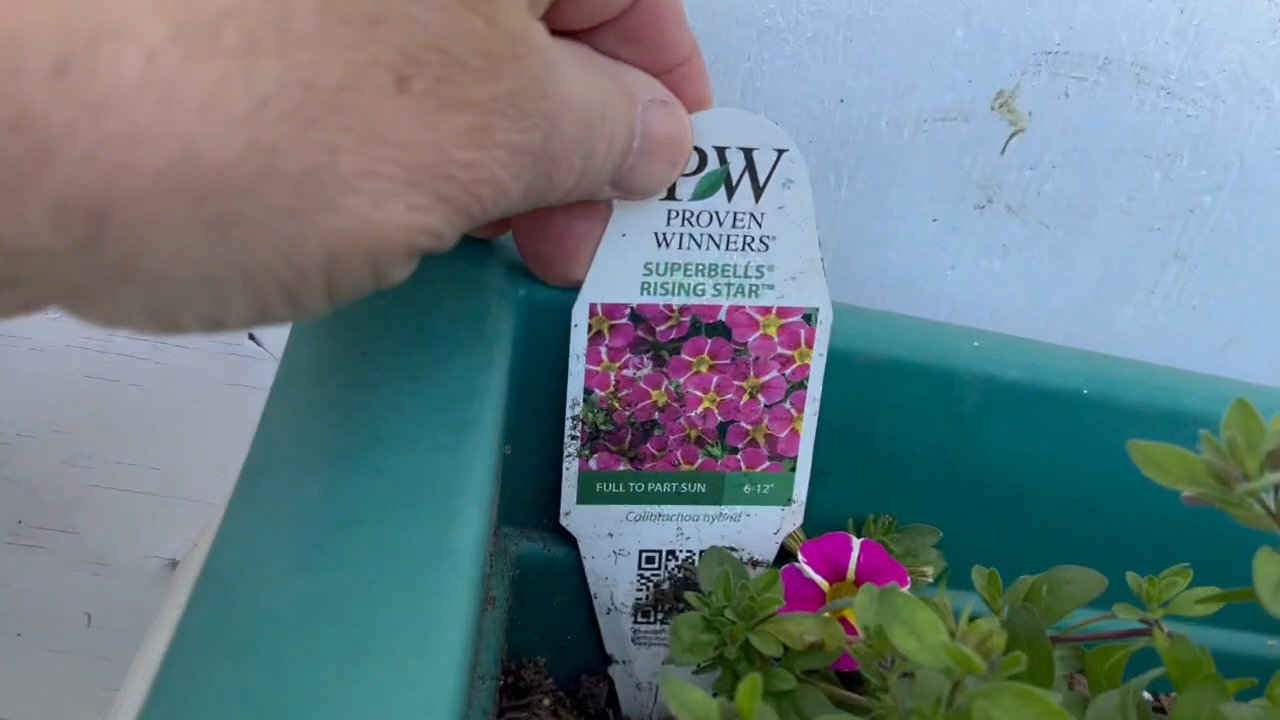 PW
PROVEN
WINNERS®
SUPERBELLS®
RISING STAR™
FULL TO PART SUN 6-12"
Calibrachoa hybrid